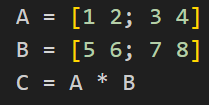 A = [1 2; 3 4]
B = [5 6; 7 8]
C = A * B